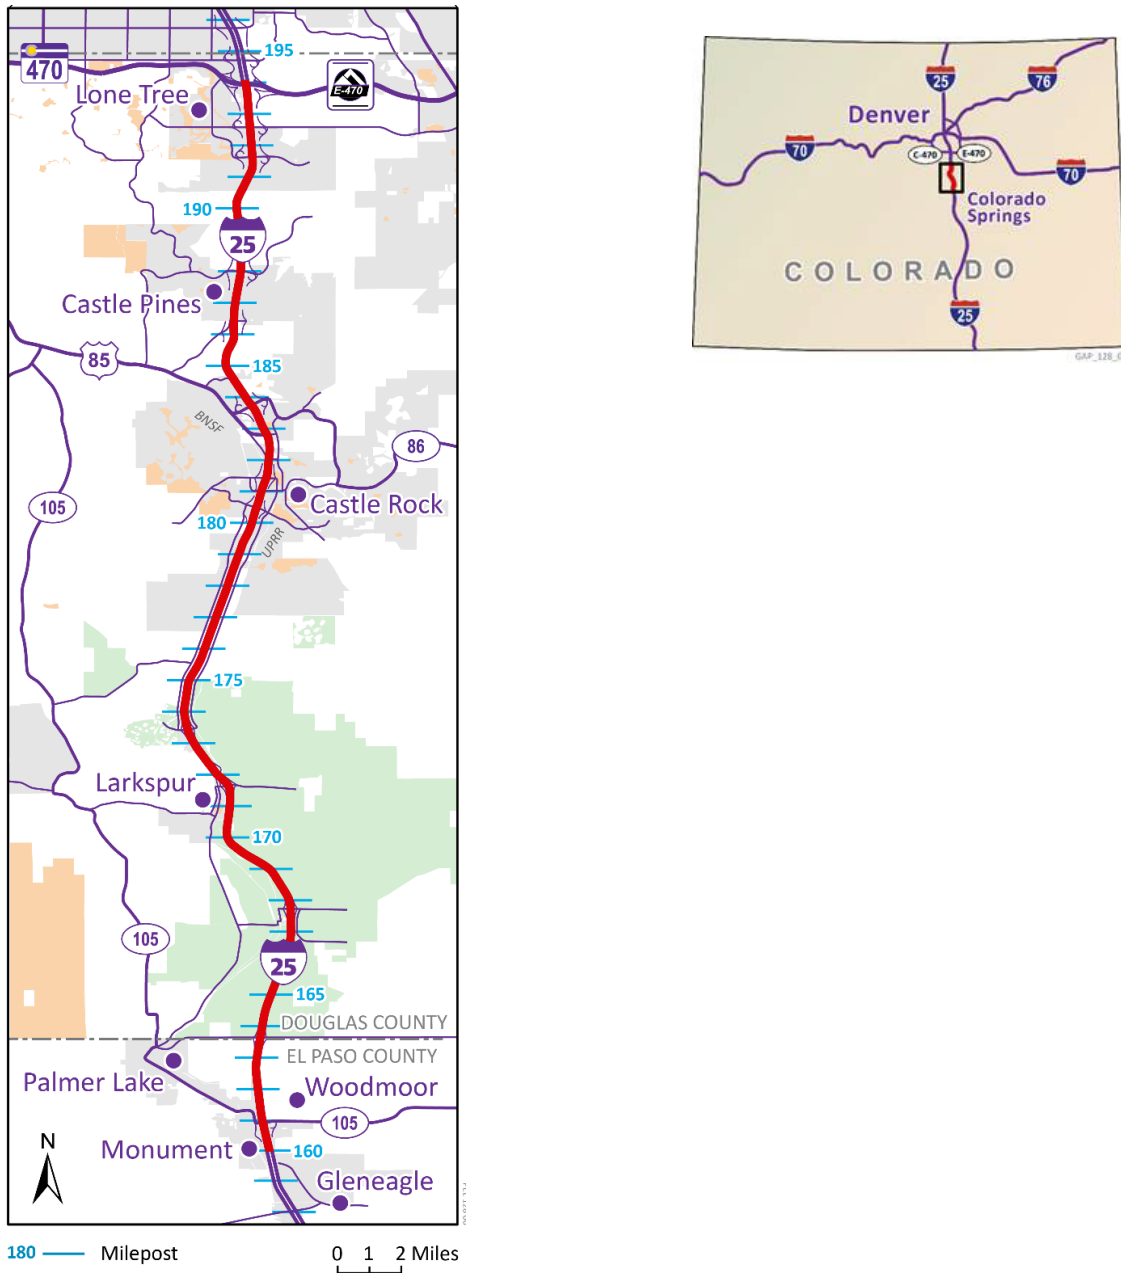 195
470
E-470
Lone Tree
190
25
Castle Pines
85
185
BNSF
86
105
Castle Rock
180
UPRR
175
Larkspur
170
105
25
165
DOUGLAS COUNTY
EL PASO COUNTY
Palmer Lake
Woodmoor
105
Monument
160
N
Gleneagle
180 Milepost
0 1 2 Miles
25
76
Denver
70
C-470
E-470
70
Colorado
Springs
COLORADO
25